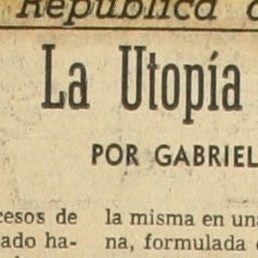 República
La Utopía
POR GABRIEL
cesos de
ado ha-
la misma en una
na, formulada